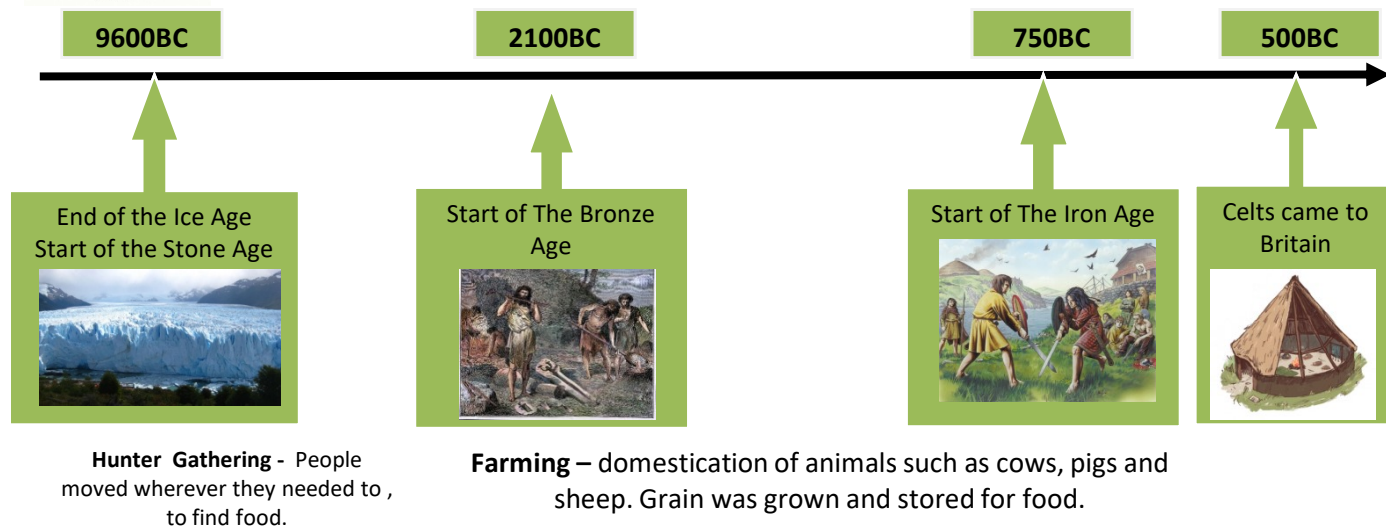 9600BC
2100BC
750BC
500BC
End of the Ice Age
Start of the Stone Age
Start of The Bronze
Age
Start of The Iron Age
Celts came to
Britain
Hunter Gathering - People
moved wherever they needed to ,
to find food.
Farming – domestication of animals such as cows, pigs and
sheep. Grain was grown and stored for food.